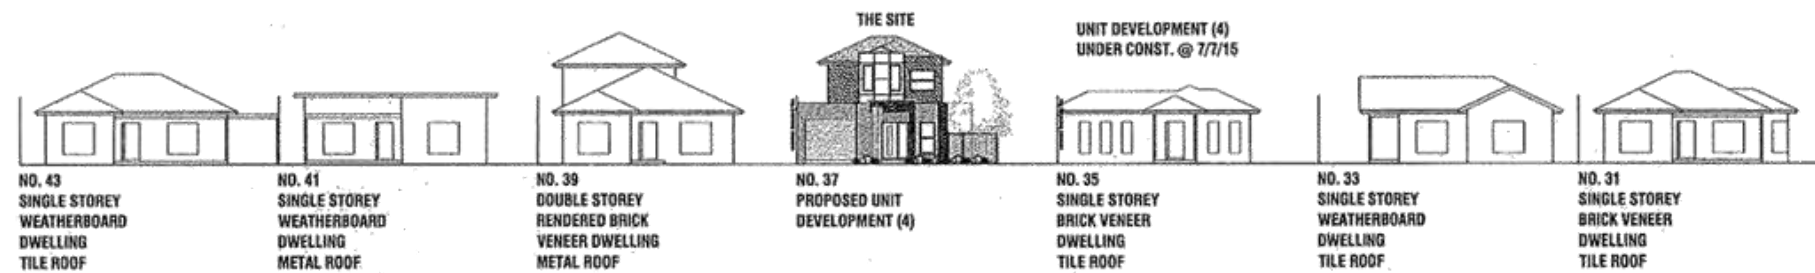 THE SITE
UNIT DEVELOPMENT (4)
UNDER CONST. @ 7/7/15
NO. 43
SINGLE STOREY
WEATHERBOARD
DWELLING
TILE ROOF
NO. 41
SINGLE STOREY
WEATHERBOARD
DWELLING
METAL ROOF
NO. 39
DOUBLE STOREY
RENDERED BRICK
VENEER DWELLING
METAL ROOF
NO. 37
PROPOSED UNIT
DEVELOPMENT (4)
NO. 35
SINGLE STOREY
BRICK VENEER
DWELLING
TILE ROOF
NO. 33
SINGLE STOREY
WEATHERBOARD
DWELLING
TILE ROOF
NO. 31
SINGLE STOREY
BRICK VENEER
DWELLING
TILE ROOF